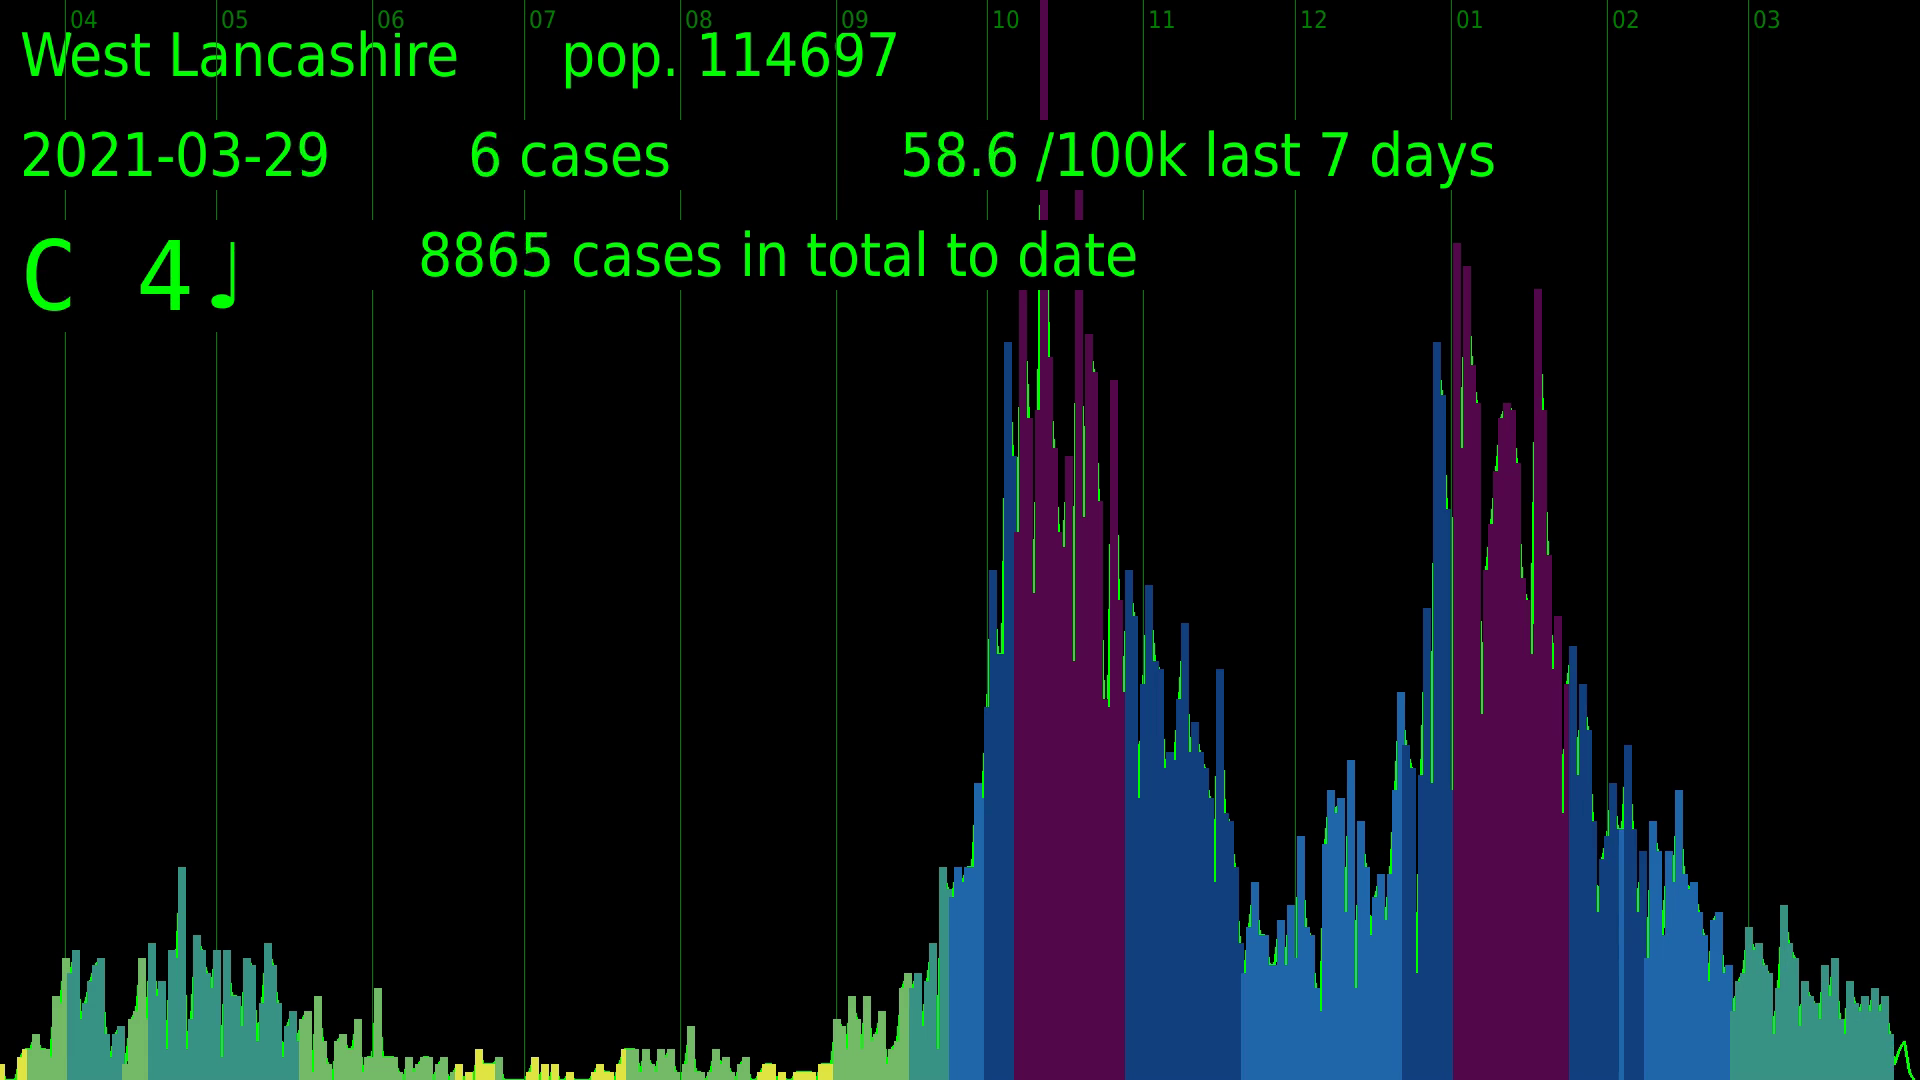 04 05 06 07 08 09 10 11 12 01 02 03
West Lancashire pop. 114697
2021-03-29 6 cases 58.6 /100k last 7 days
8865 cases in total to date
C 4♩